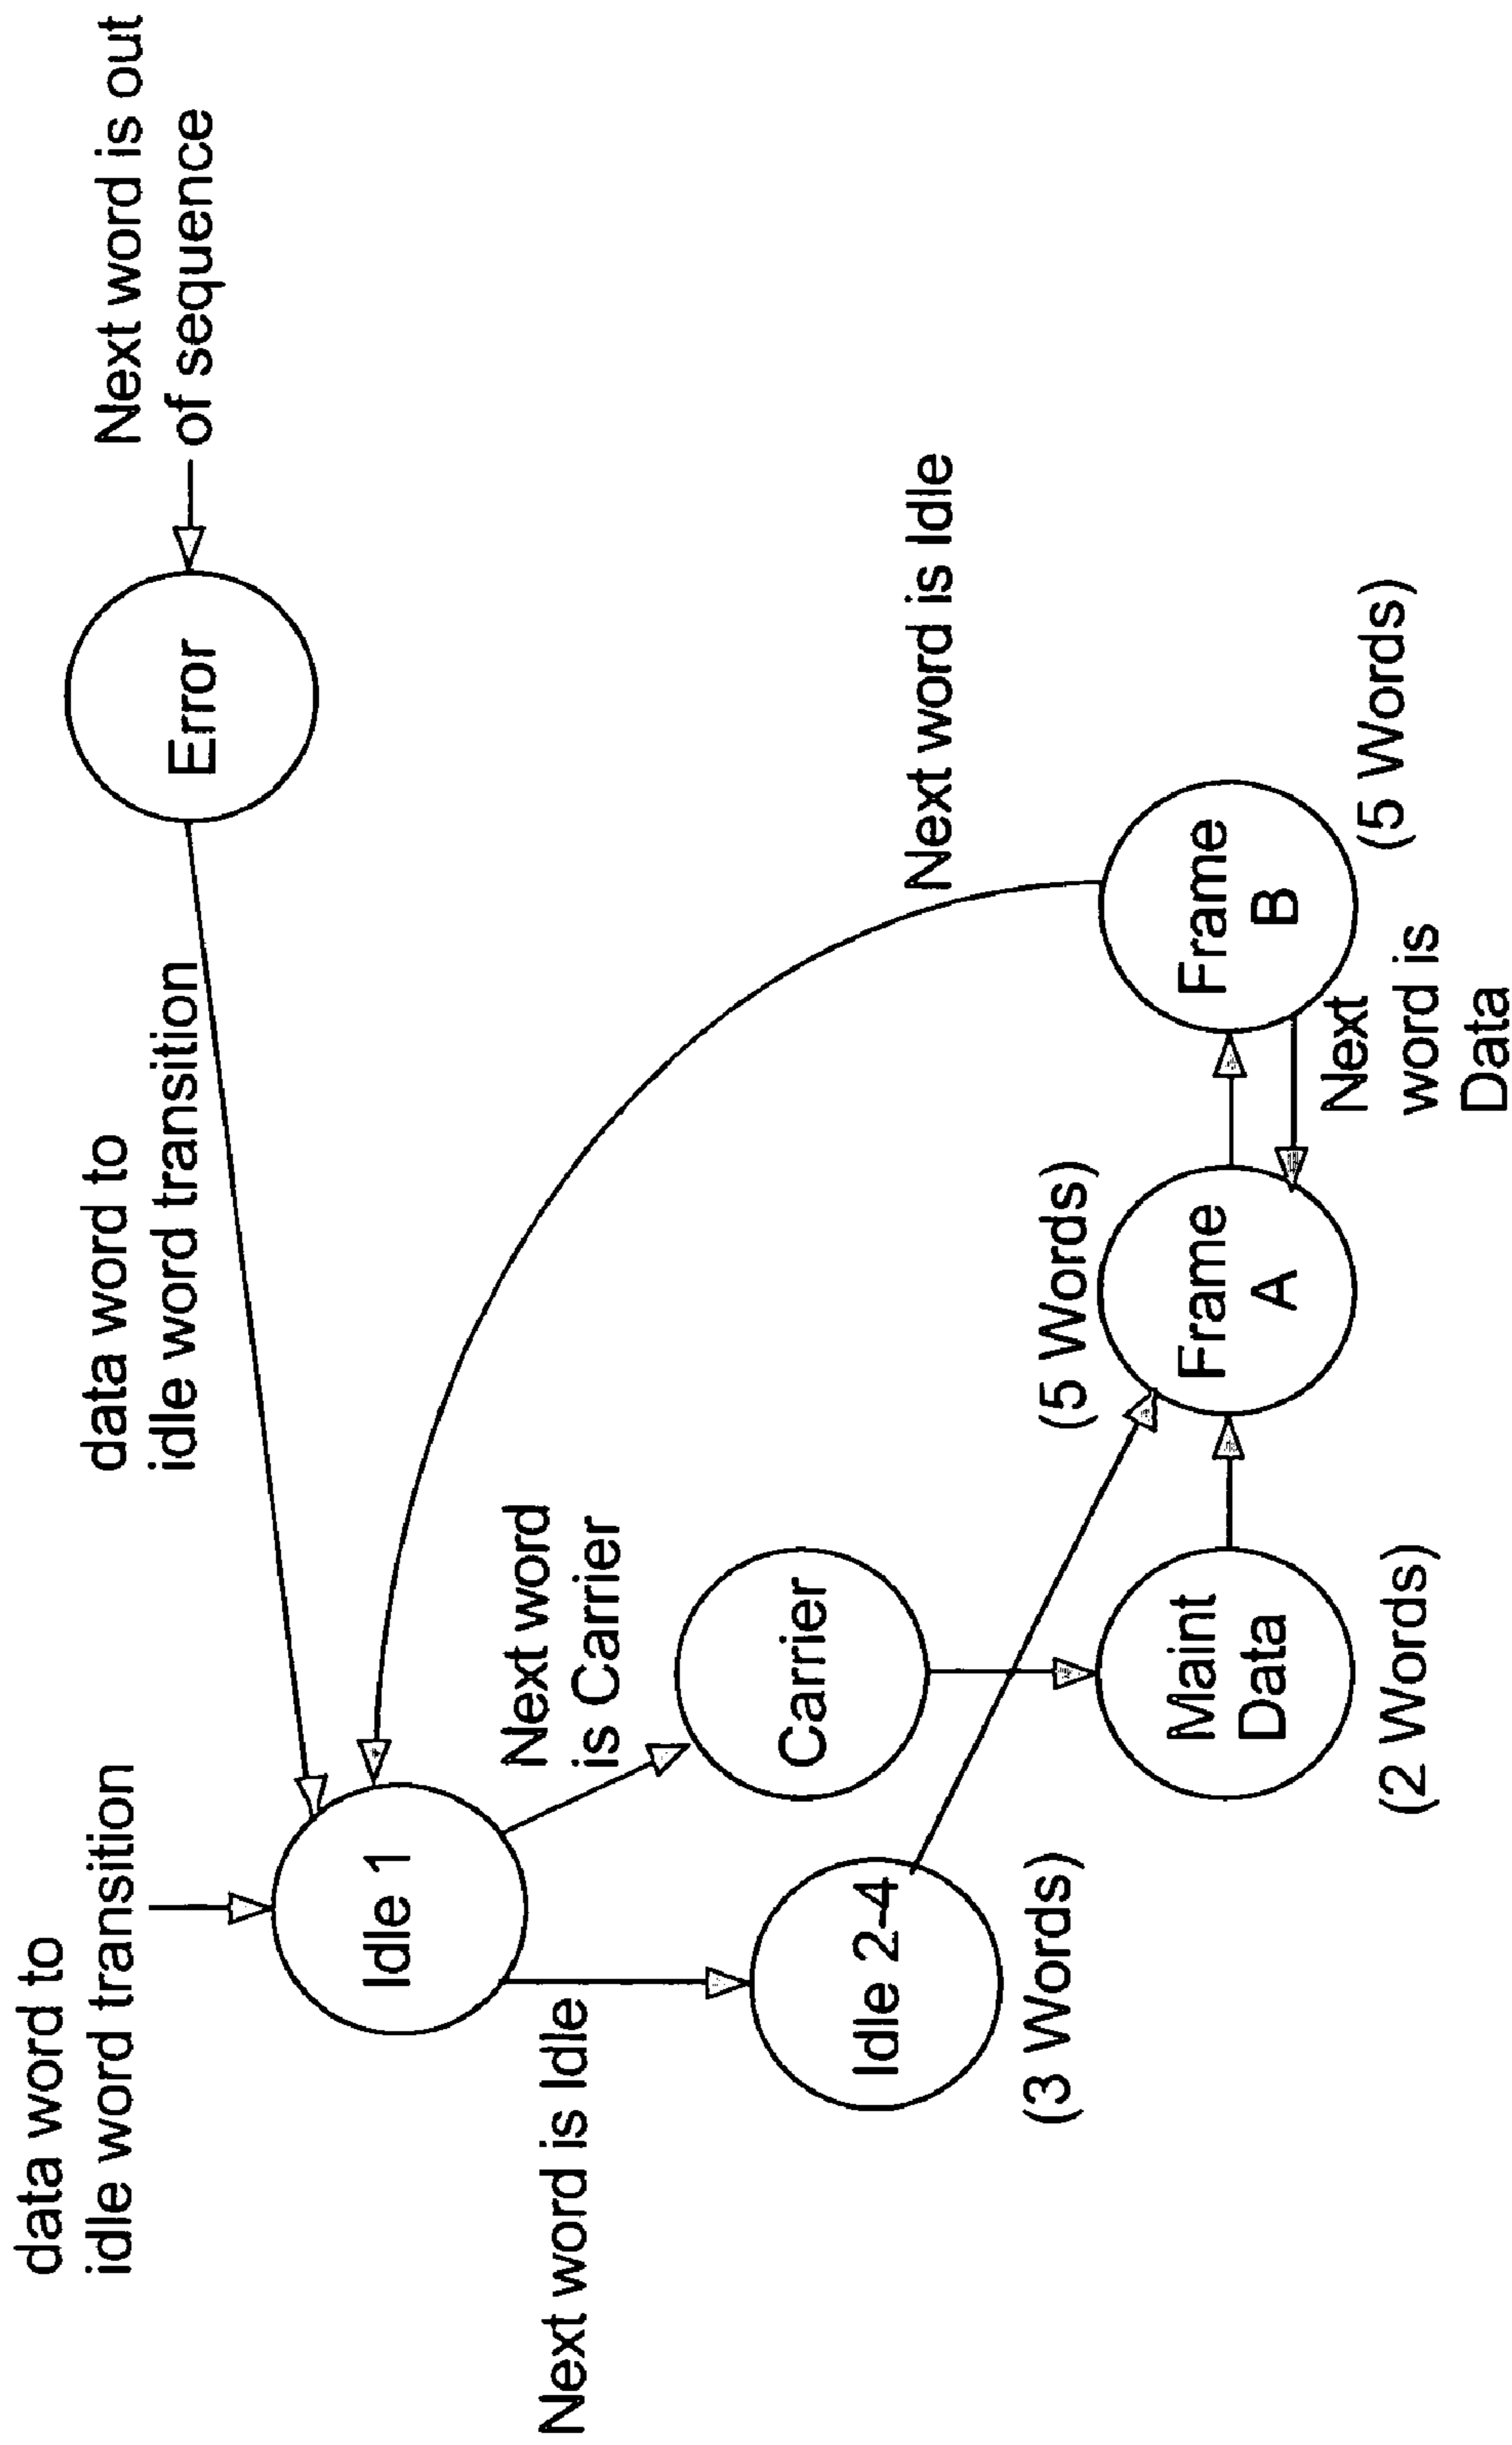 data word to
idle word transition
data word to
idle word transition
Next word is out
of sequence
Error
Idle 1
Next word is Idle
Next word
is Carrier
Next word is Idle
Idle 2-4
(3 Words)
Carrier
Maint
Data
(2 Words)
(5 Words)
Frame
A
Frame
B
(5 Words)
Next
word is
Data